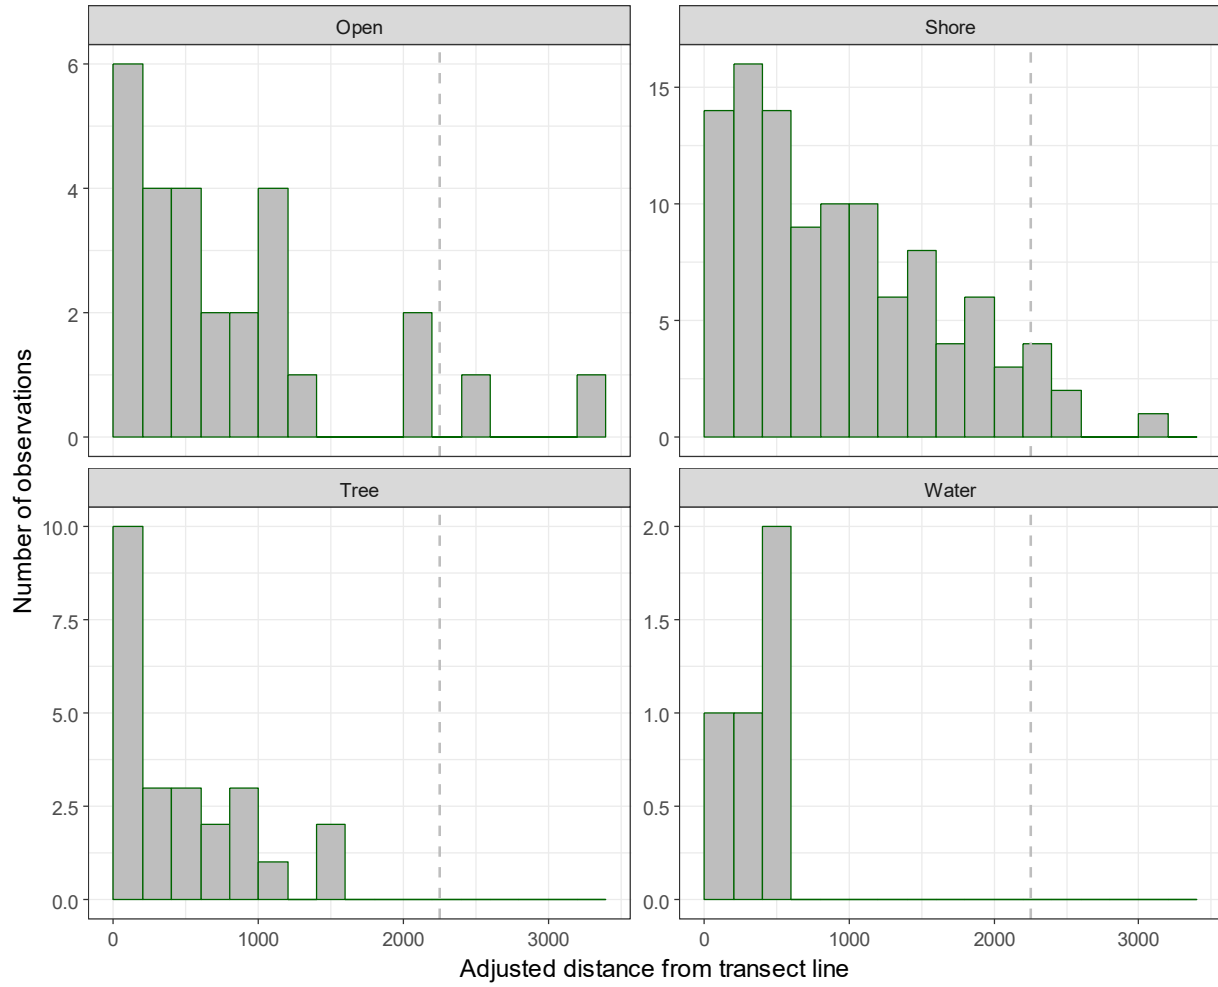 Open
Shore
6
4
2
0
15
10
5
0
Tree
Water
10.0
7.5
5.0
2.5
0.0
2.0
1.5
1.0
0.5
0.0
0 1000 2000 3000
0 1000 2000 3000
Number of observations
Adjusted distance from transect line